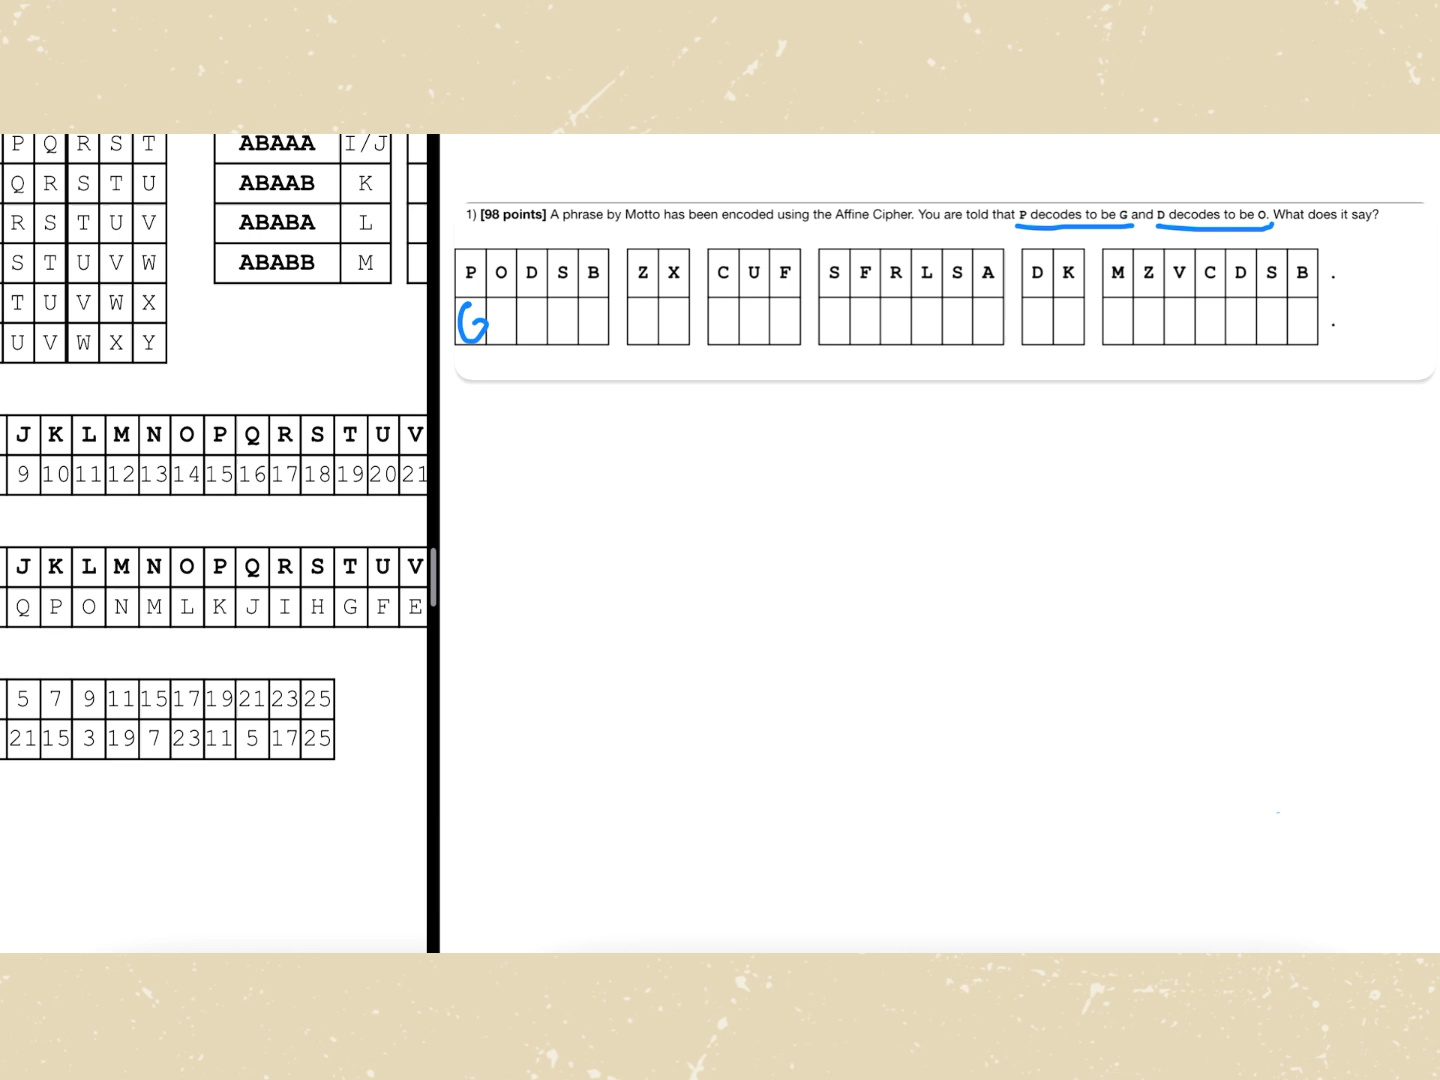 P Q R S T
Q R S T U
R S T U V
S T U V W
T U V W X
U V W X Y
ABAAA I/J
ABAAB K
ABABA L
ABABB M
J K L M N O P Q R S T U V
9 10 11 12 13 14 15 16 17 18 19 20 21
J K L M N O P Q R S T U V
Q P O N M L K J I H G F E
5 7 9 11 15 17 19 21 23 25
21 15 3 19 7 23 11 5 17 25
1) [98 points] A phrase by Motto has been encoded using the Affine Cipher. You are told that P decodes to be G and D decodes to be O. What does it say?
P O D S B Z X C U F S F R L S A D K M Z V C D S B .
G .